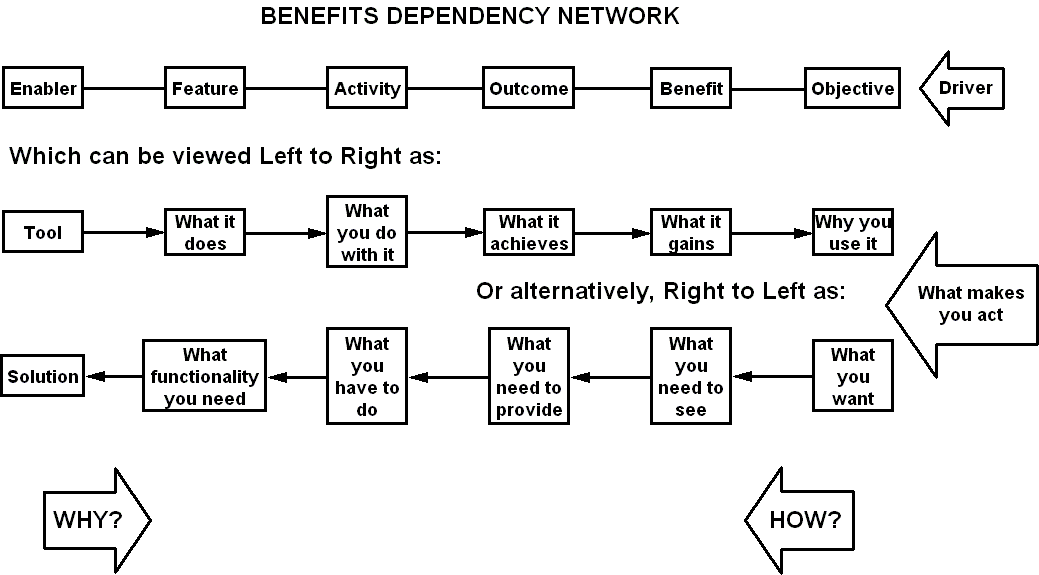 BENEFITS DEPENDENCY NETWORK
Enabler
Feature
Activity
Outcome
Benefit
Objective
Driver
Which can be viewed Left to Right as:
Tool
What it
does
What
you do
with it
What it
achieves
What it
gains
Why you
use it
Or alternatively, Right to Left as:
What makes
you act
Solution
What
functionality
you need
What
you
have to
do
What
you
need to
provide
What
you
need to
see
What
you
want
WHY?
HOW?